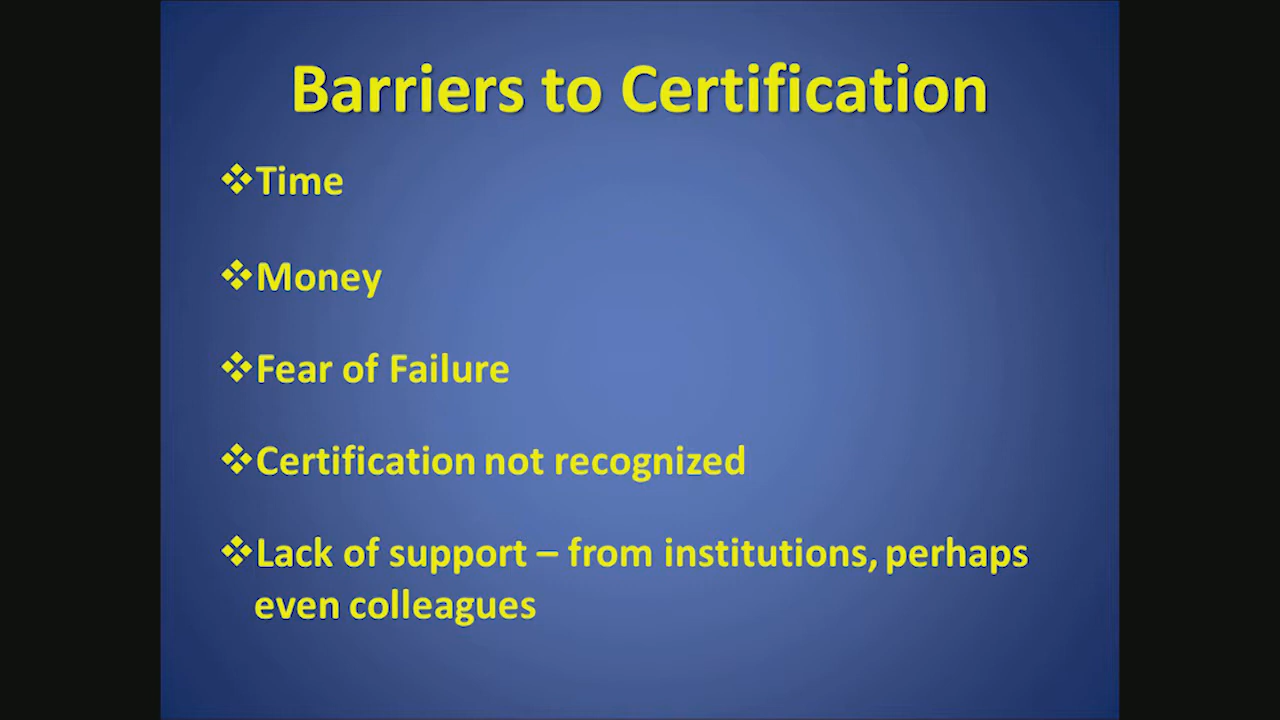 Barriers to Certification
❖Time
❖Money
❖Fear of Failure
❖Certification not recognized
❖Lack of support – from institutions, perhaps
even colleagues